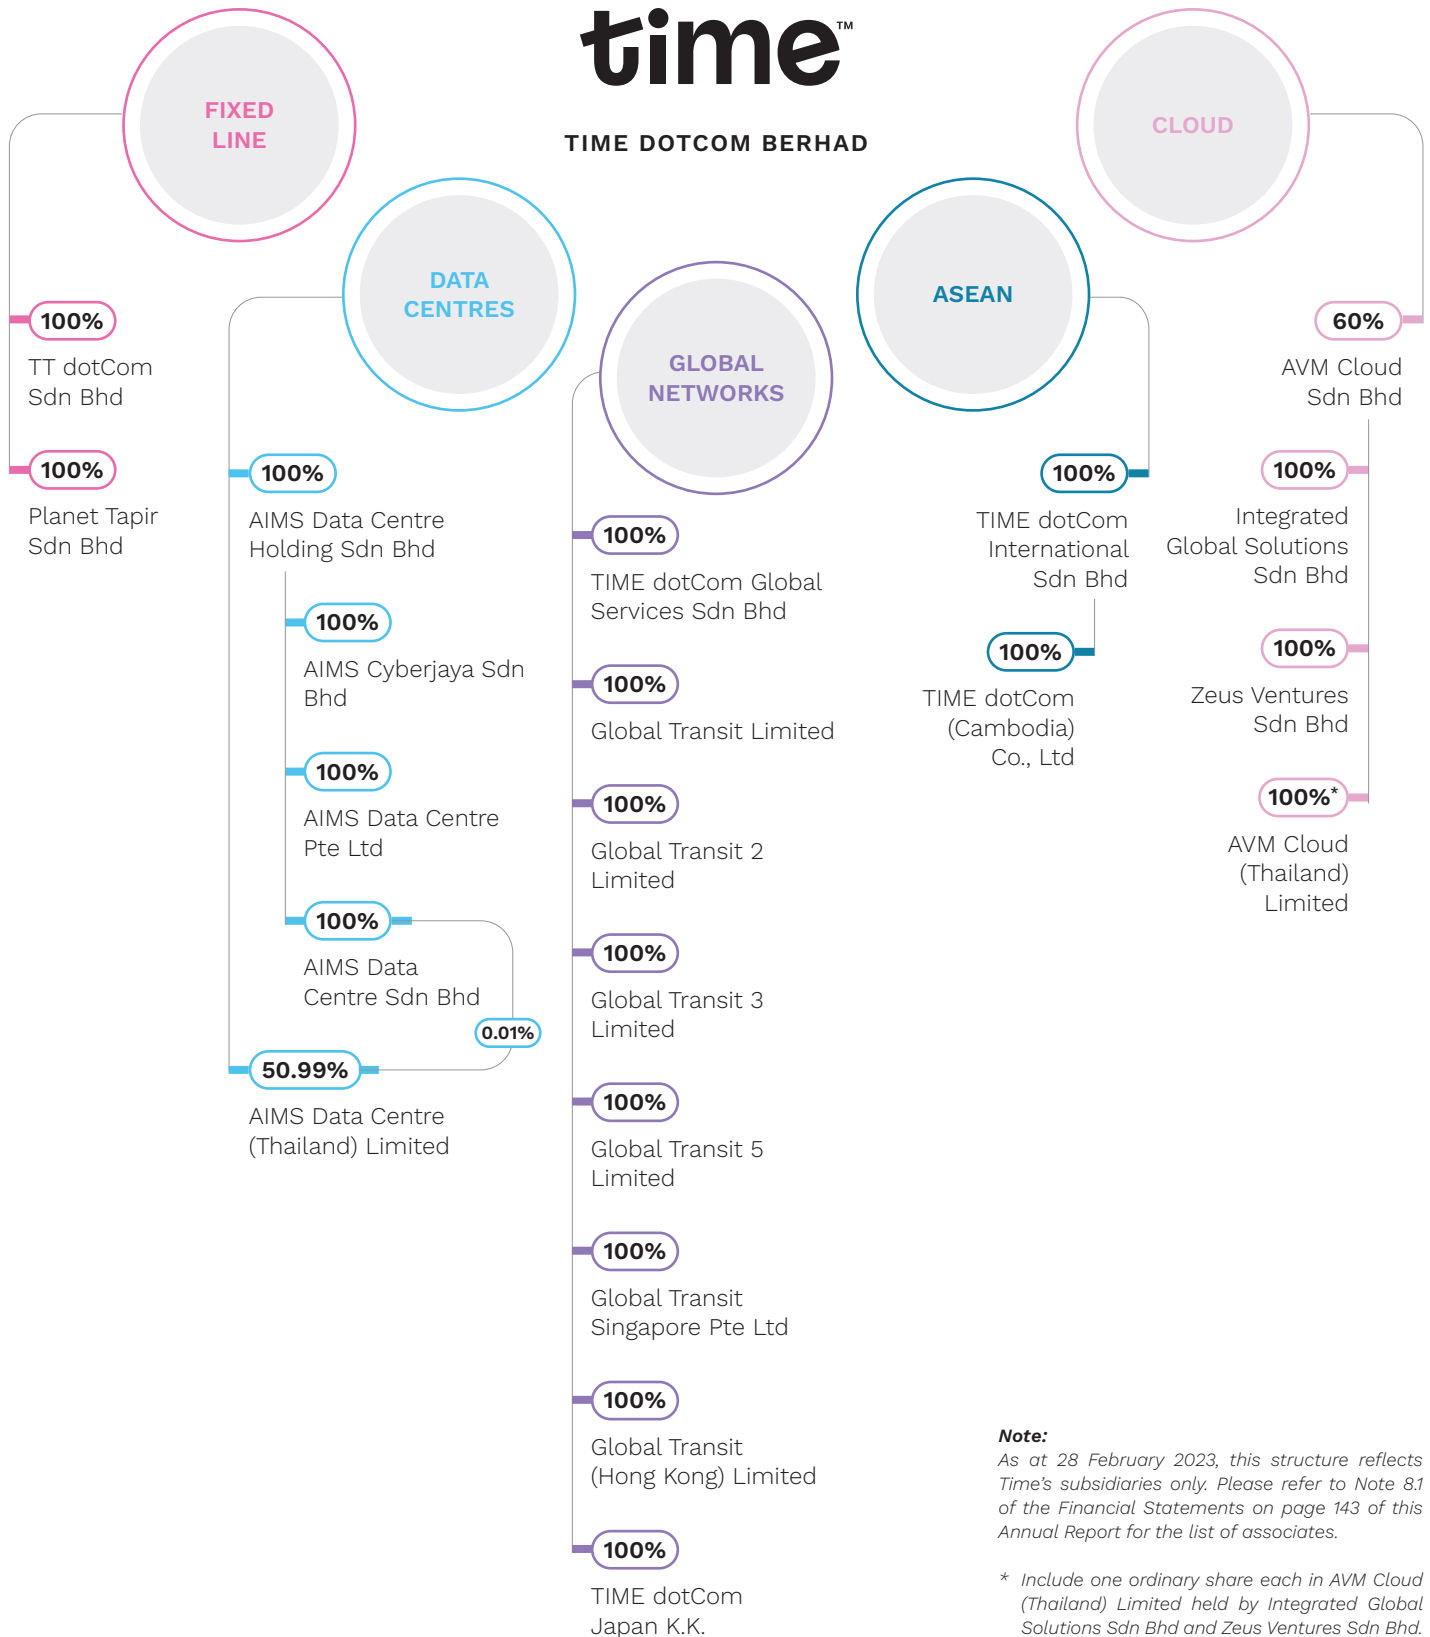 time™
TIME DOTCOM BERHAD
FIXED
LINE
100%
TT dotCom
Sdn Bhd
100%
Planet Tapir
Sdn Bhd
DATA
CENTRES
100%
AIMS Data Centre
Holding Sdn Bhd
100%
AIMS Cyberjaya Sdn
Bhd
100%
AIMS Data Centre
Pte Ltd
100%
AIMS Data
Centre Sdn Bhd
0.01%
50.99%
AIMS Data Centre
(Thailand) Limited
GLOBAL
NETWORKS
100%
TIME dotCom Global
Services Sdn Bhd
100%
Global Transit Limited
100%
Global Transit 2
Limited
100%
Global Transit 3
Limited
100%
Global Transit 5
Limited
100%
Global Transit
Singapore Pte Ltd
100%
Global Transit
(Hong Kong) Limited
100%
TIME dotCom
Japan K.K.
ASEAN
100%
TIME dotCom
International
Sdn Bhd
100%
TIME dotCom
(Cambodia)
Co., Ltd
CLOUD
60%
AVM Cloud
Sdn Bhd
100%
Integrated
Global Solutions
Sdn Bhd
100%
Zeus Ventures
Sdn Bhd
100%*
AVM Cloud
(Thailand)
Limited
Note:
As at 28 February 2023, this structure reflects
Time's subsidiaries only. Please refer to Note 8.1
of the Financial Statements on page 143 of this
Annual Report for the list of associates.
* Include one ordinary share each in AVM Cloud
(Thailand) Limited held by Integrated Global
Solutions Sdn Bhd and Zeus Ventures Sdn Bhd.